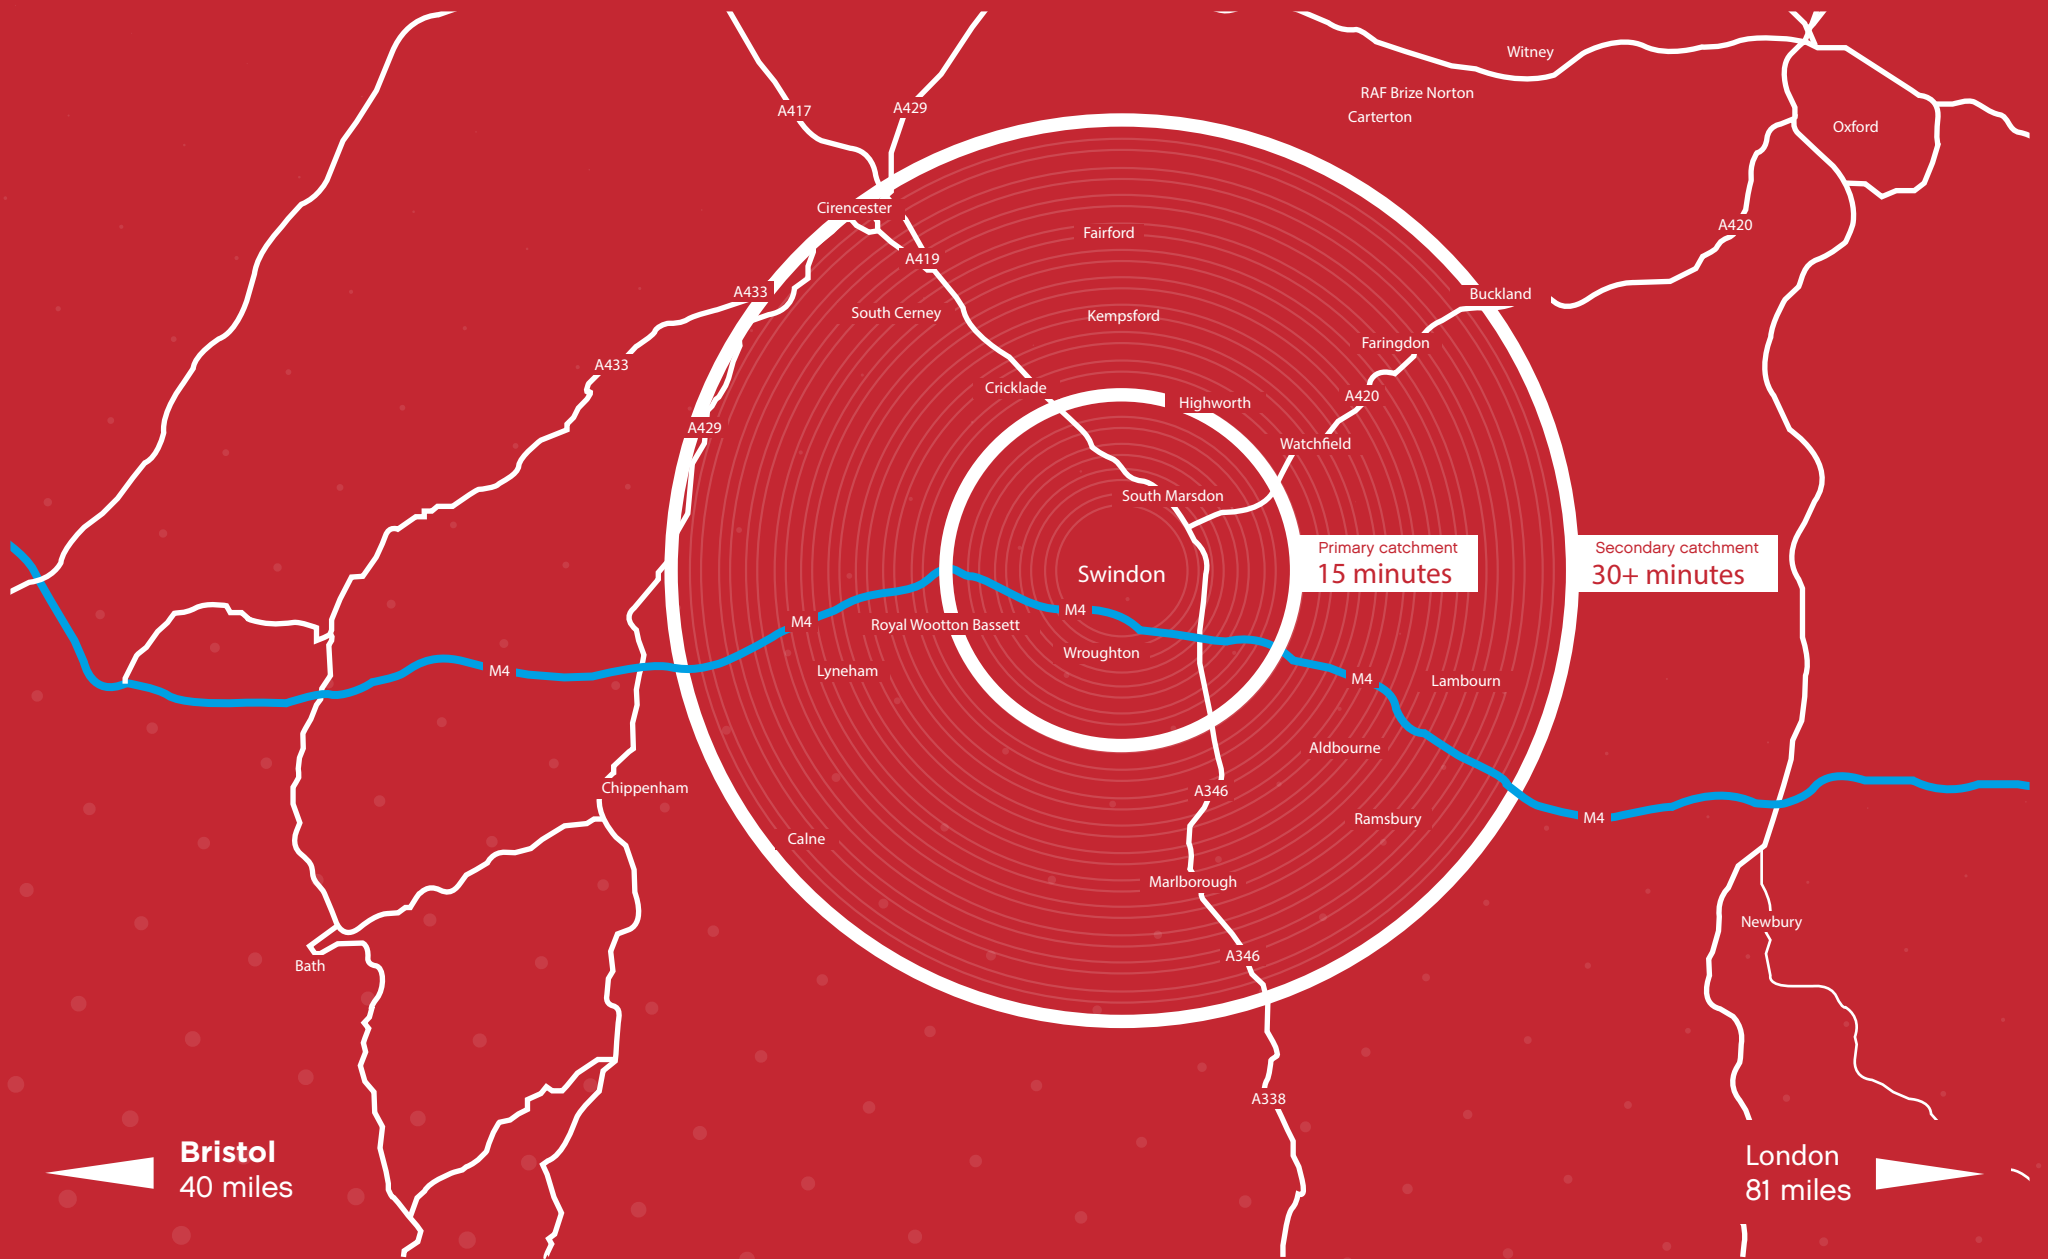 Witney
RAF Brize Norton
Carterton
A417
A429
Oxford
Cirencester
Fairford
A420
A419
A433
Buckland
South Cerney
Kempsford
Faringdon
A433
Cricklade
A420
Highworth
A429
Watchfield
South Marsdon
Primary catchment
15 minutes
Secondary catchment
30+ minutes
Swindon
M4
M4
Royal Wootton Bassett
Wroughton
M4
Lyneham
M4
Lambourn
Aldbourne
Chippenham
A346
M4
Ramsbury
Calne
Marlborough
Newbury
A346
Bath
A338
Bristol
40 miles
London
81 miles